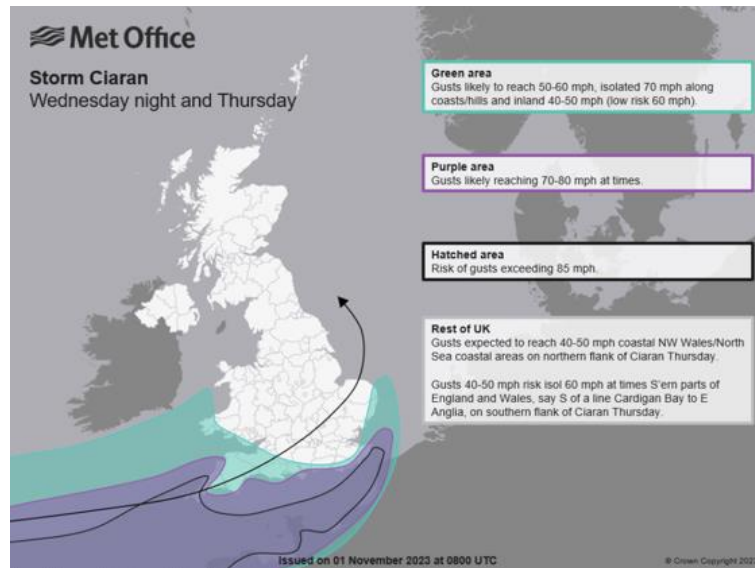 Met Office
Storm Ciaran
Wednesday night and Thursday
Green area
Gusts likely to reach 50-60 mph, isolated 70 mph along
coasts/hills and inland 40-50 mph (low risk 60 mph).
Purple area
Gusts likely reaching 70-80 mph at times.
Hatched area
Risk of gusts exceeding 85 mph.
Rest of UK
Gusts expected to reach 40-50 mph coastal NW Wales/North
Sea coastal areas on northern flank of Ciaran Thursday.
Gusts 40-50 mph risk isol 60 mph at times S'ern parts of
England and Wales, say S of a line Cardigan Bay to E
Anglia, on southern flank of Ciaran Thursday.
Issued on 01 November 2023 at 0800 UTC
© Crown Copyright 202